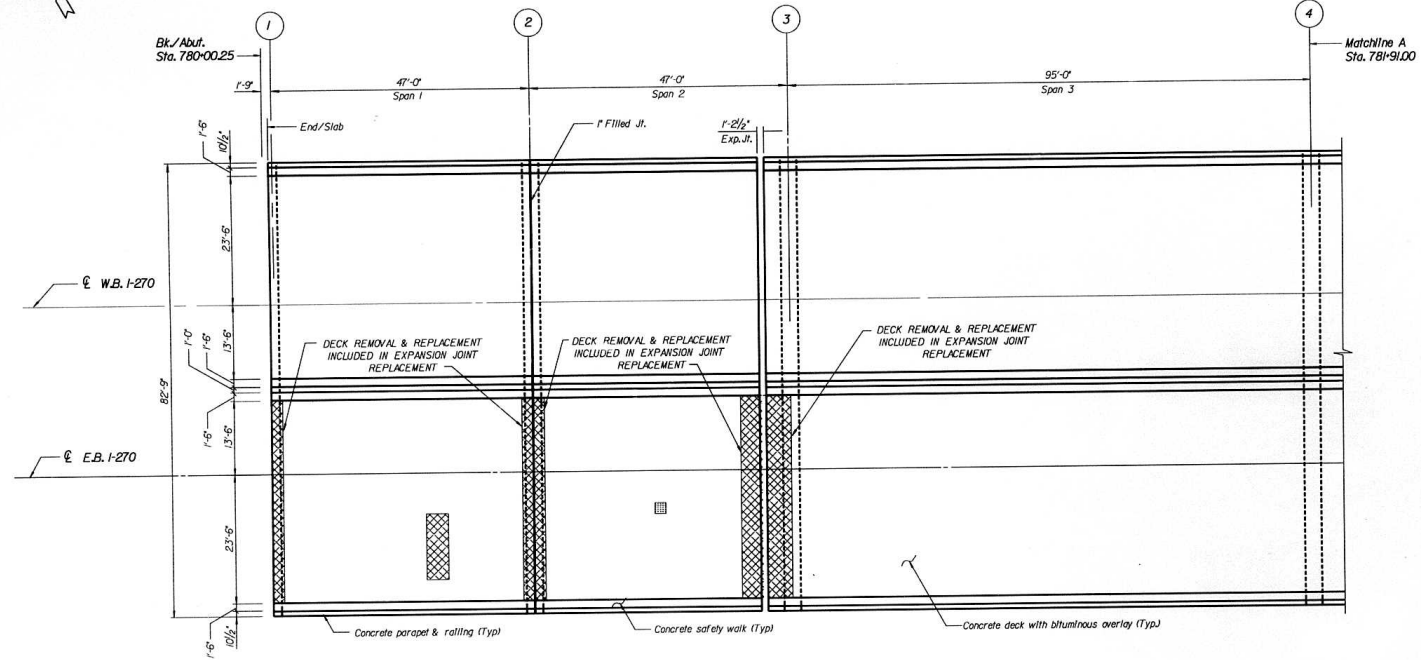 1
2
3
4
Bk./Abut.
Sta. 780+00.25
Matchline A
Sta. 781+91.00
1'-9"
47'-0"
Span 1
47'-0"
Span 2
95'-0"
Span 3
End/Slab
1" Filled Jt.
1'-2½"
Exp. Jt.
1'-6"
10½"
23'-6"
℄ W.B. I-270
13'-6"
1'-6"
1'-0"
82'-9"
DECK REMOVAL & REPLACEMENT
INCLUDED IN EXPANSION JOINT
REPLACEMENT
DECK REMOVAL & REPLACEMENT
INCLUDED IN EXPANSION JOINT
REPLACEMENT
DECK REMOVAL & REPLACEMENT
INCLUDED IN EXPANSION JOINT
REPLACEMENT
1'-6"
13'-6"
℄ E.B. I-270
23'-6"
1'-6"
10½"
Concrete parapet & railing (Typ)
Concrete safety walk (Typ)
Concrete deck with bituminous overlay (Typ.)